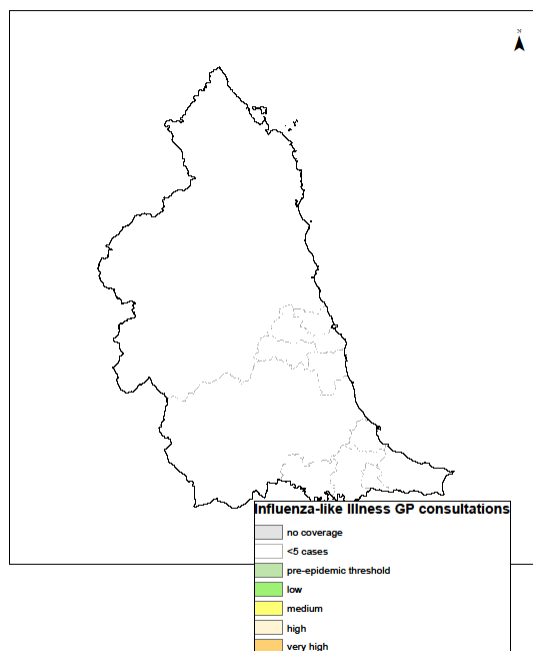 N
Influenza-like Illness GP consultations
no coverage
<5 cases
pre-epidemic threshold
low
medium
high
very high